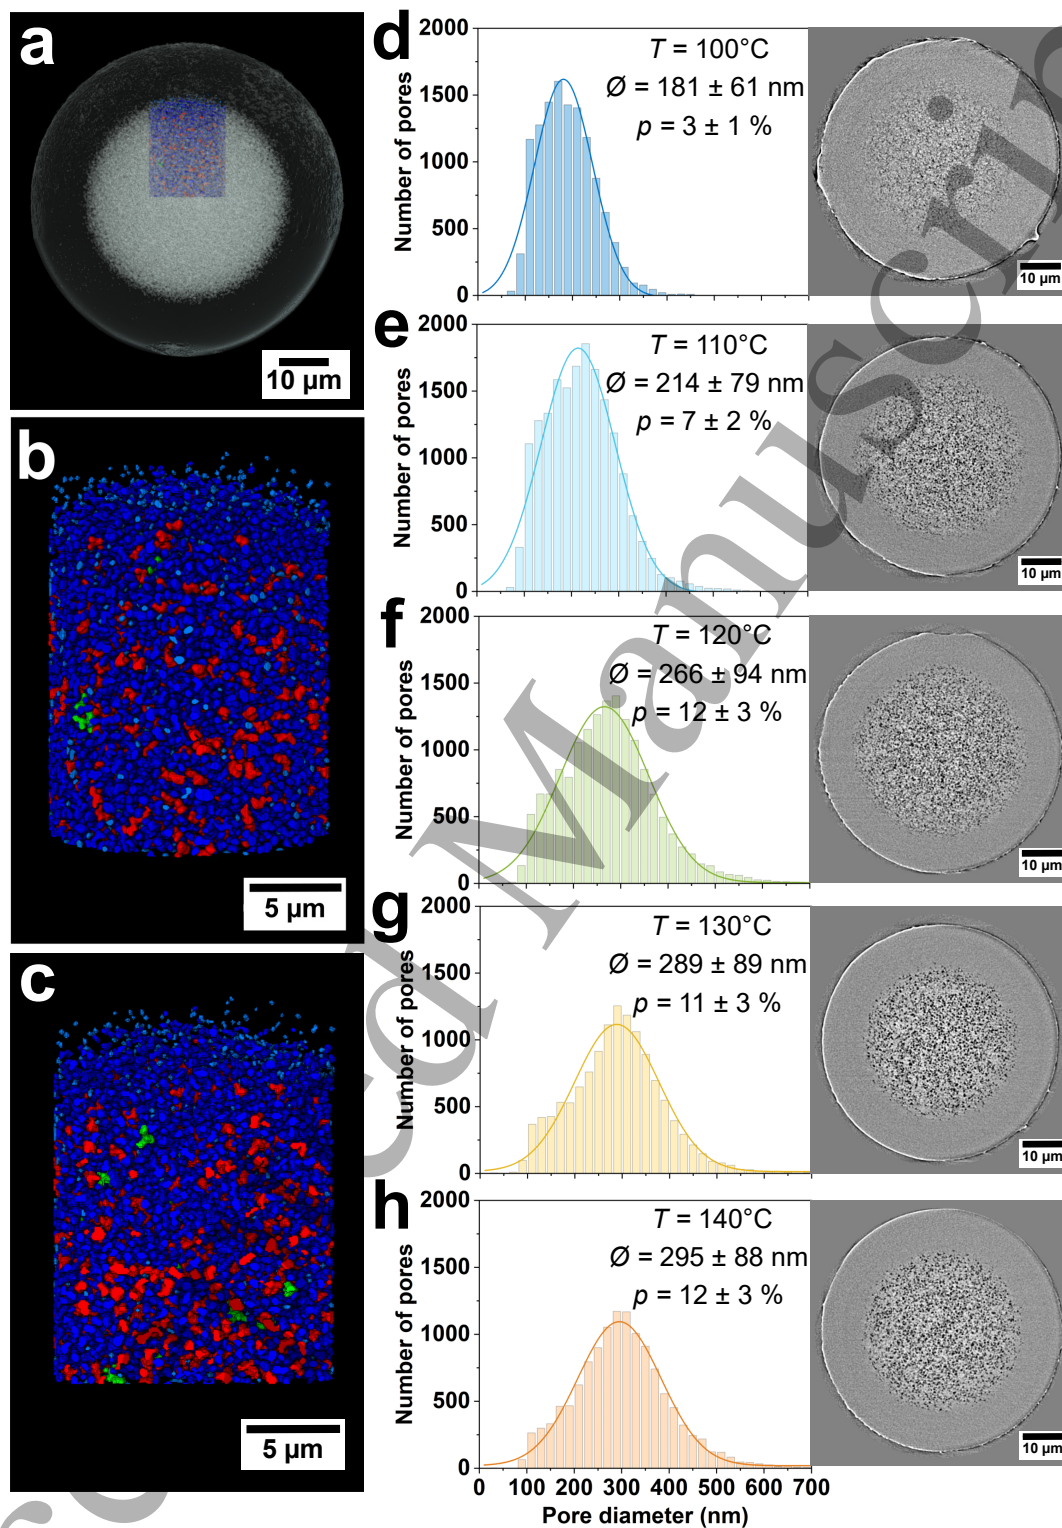 a
10 µm
b
5 µm
c
5 µm
d
2000
1500
1000
500
0
Number of pores
T = 100°C
Ø = 181 ± 61 nm
p = 3 ± 1 %
10 µm
e
2000
1500
1000
500
0
Number of pores
T = 110°C
Ø = 214 ± 79 nm
p = 7 ± 2 %
10 µm
f
2000
1500
1000
500
0
Number of pores
T = 120°C
Ø = 266 ± 94 nm
p = 12 ± 3 %
10 µm
g
2000
1500
1000
500
0
Number of pores
T = 130°C
Ø = 289 ± 89 nm
p = 11 ± 3 %
10 µm
h
2000
1500
1000
500
0
Number of pores
T = 140°C
Ø = 295 ± 88 nm
p = 12 ± 3 %
10 µm
0 100 200 300 400 500 600 700
Pore diameter (nm)